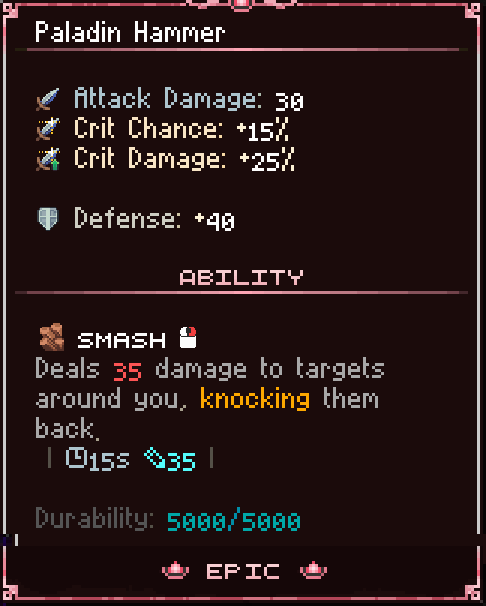 Paladin Hammer
Attack Damage: 30
Crit Chance: +15%
Crit Damage: +25%
Defense: +40
ABILITY
SMASH
Deals 35 damage to targets
around you, knocking them
back.
| 15s 35 |
Durability: 5000/5000
EPIC